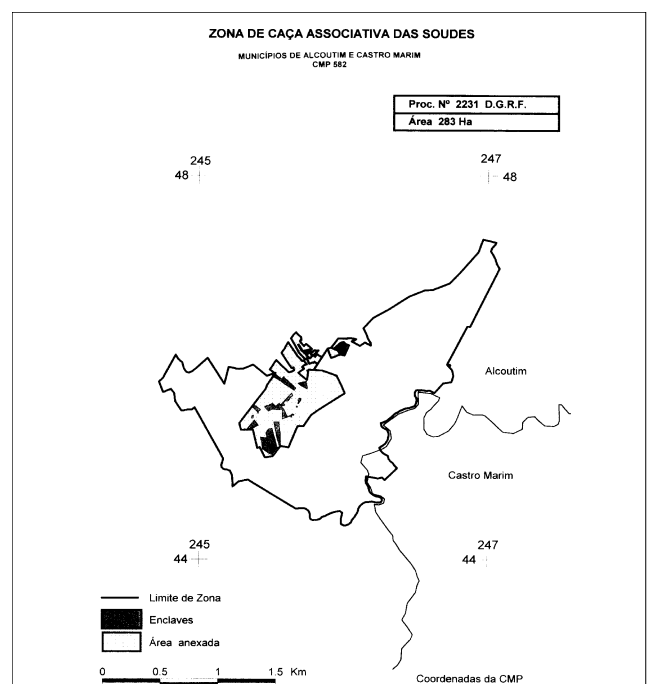 ZONA DE CAÇA ASSOCIATIVA DAS SOUDES
MUNICÍPIOS DE ALCOUTIM E CASTRO MARIM
CMP 582
Proc. Nº 2231 D.G.R.F.
Área 283 Ha
245
48
247
48
Alcoutim
Castro Marim
245
44
247
44
Limite de Zona
Enclaves
Área anexada
0 0.5 1 1.5 Km
Coordenadas da CMP